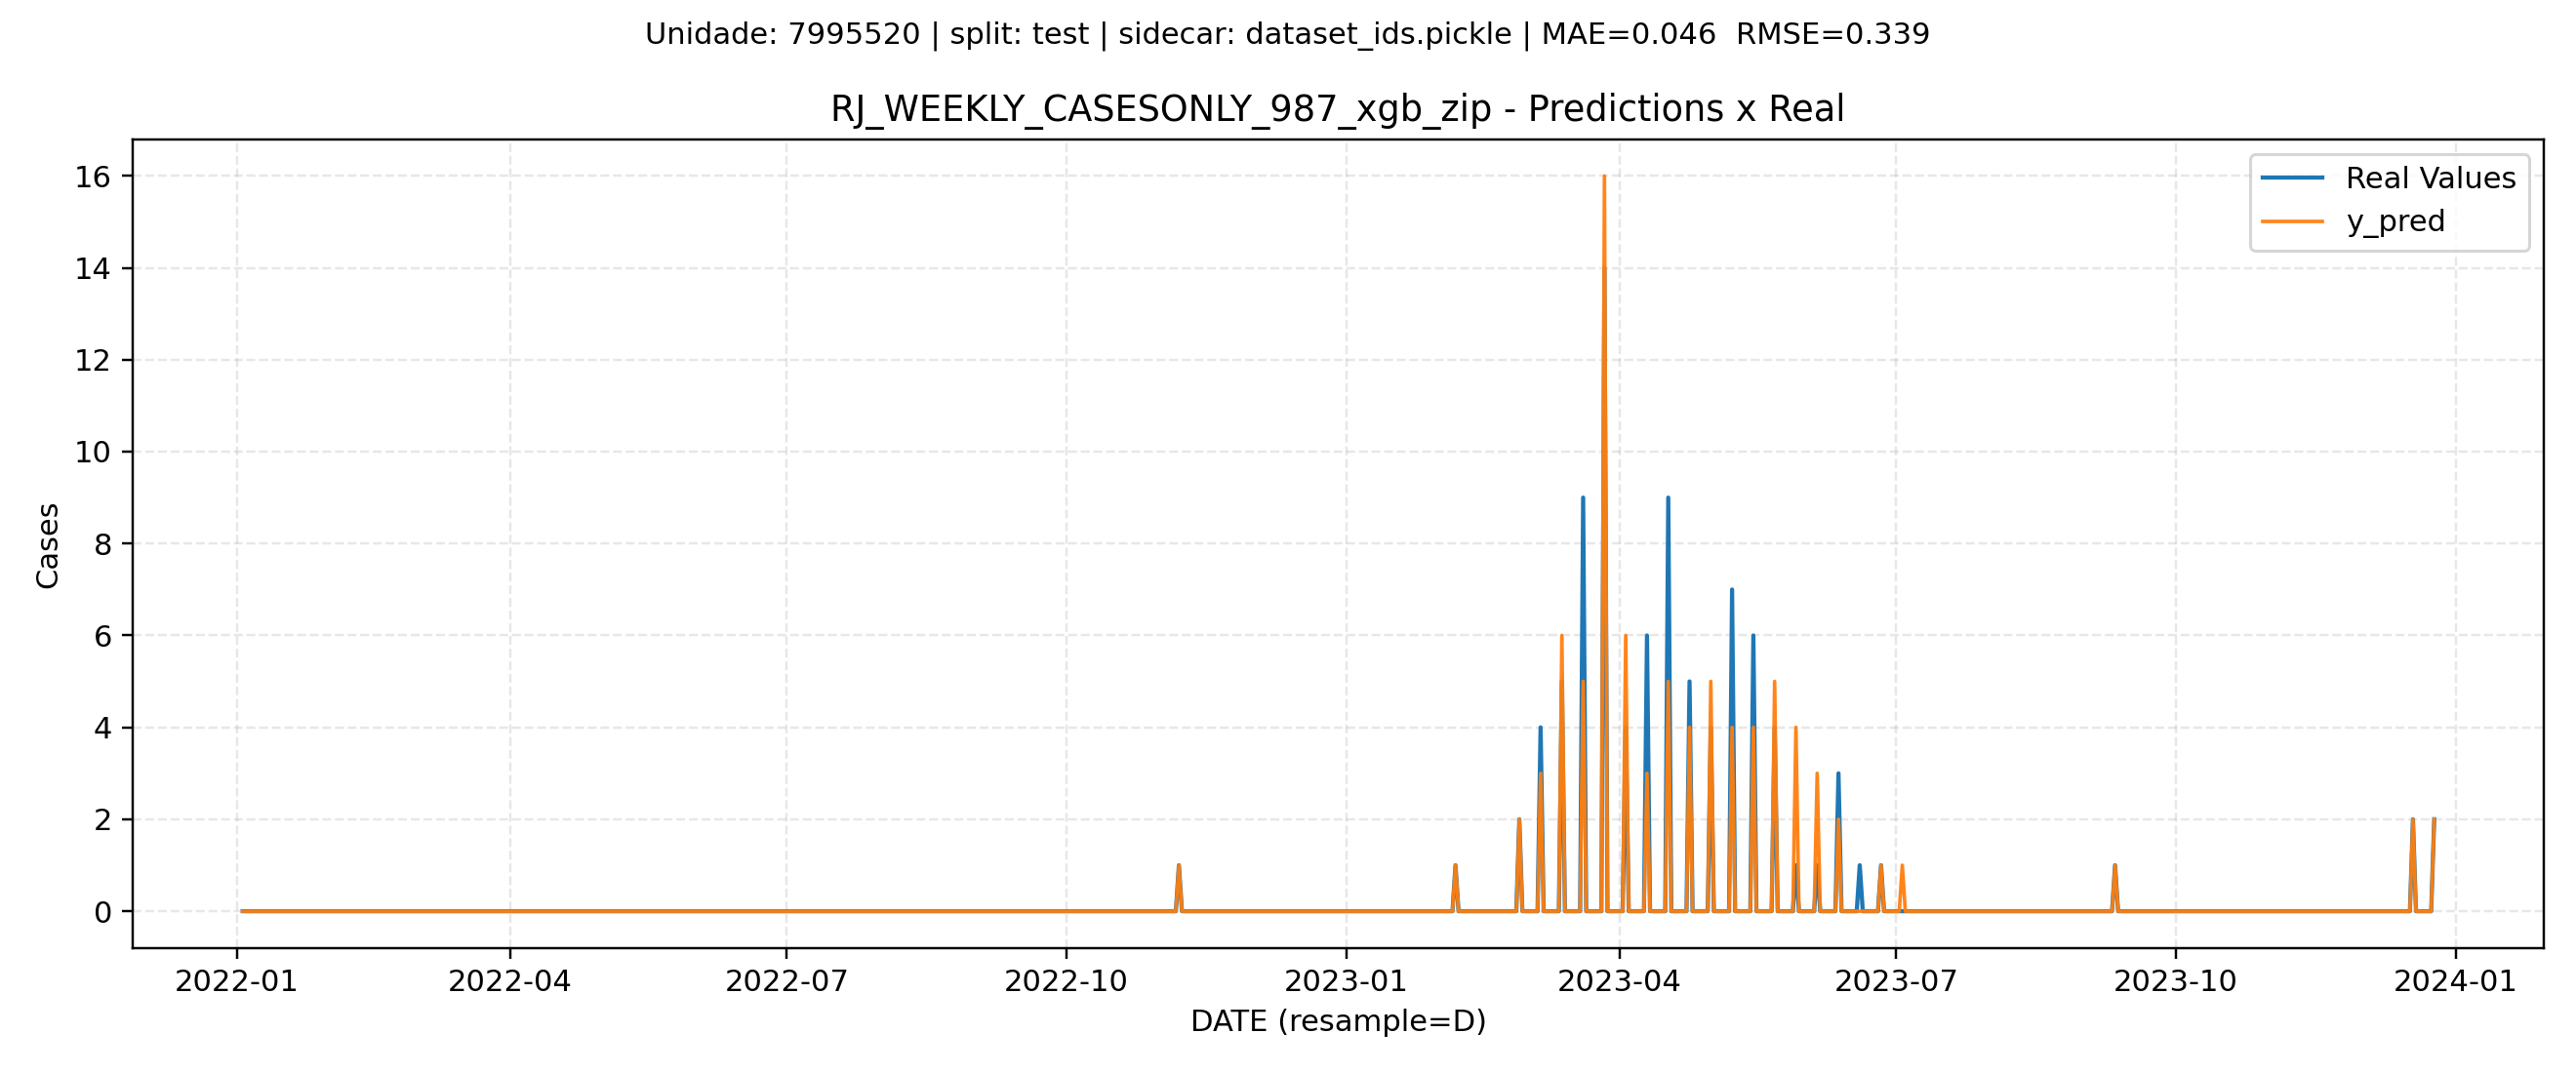 Unidade: 7995520 | split: test | sidecar: dataset_ids.pickle | MAE=0.046  RMSE=0.339
RJ_WEEKLY_CASESONLY_987_xgb_zip - Predictions x Real
Real Values
y_pred
16
14
12
10
8
6
4
2
0
Cases
2022-01 2022-04 2022-07 2022-10 2023-01 2023-04 2023-07 2023-10 2024-01
DATE (resample=D)